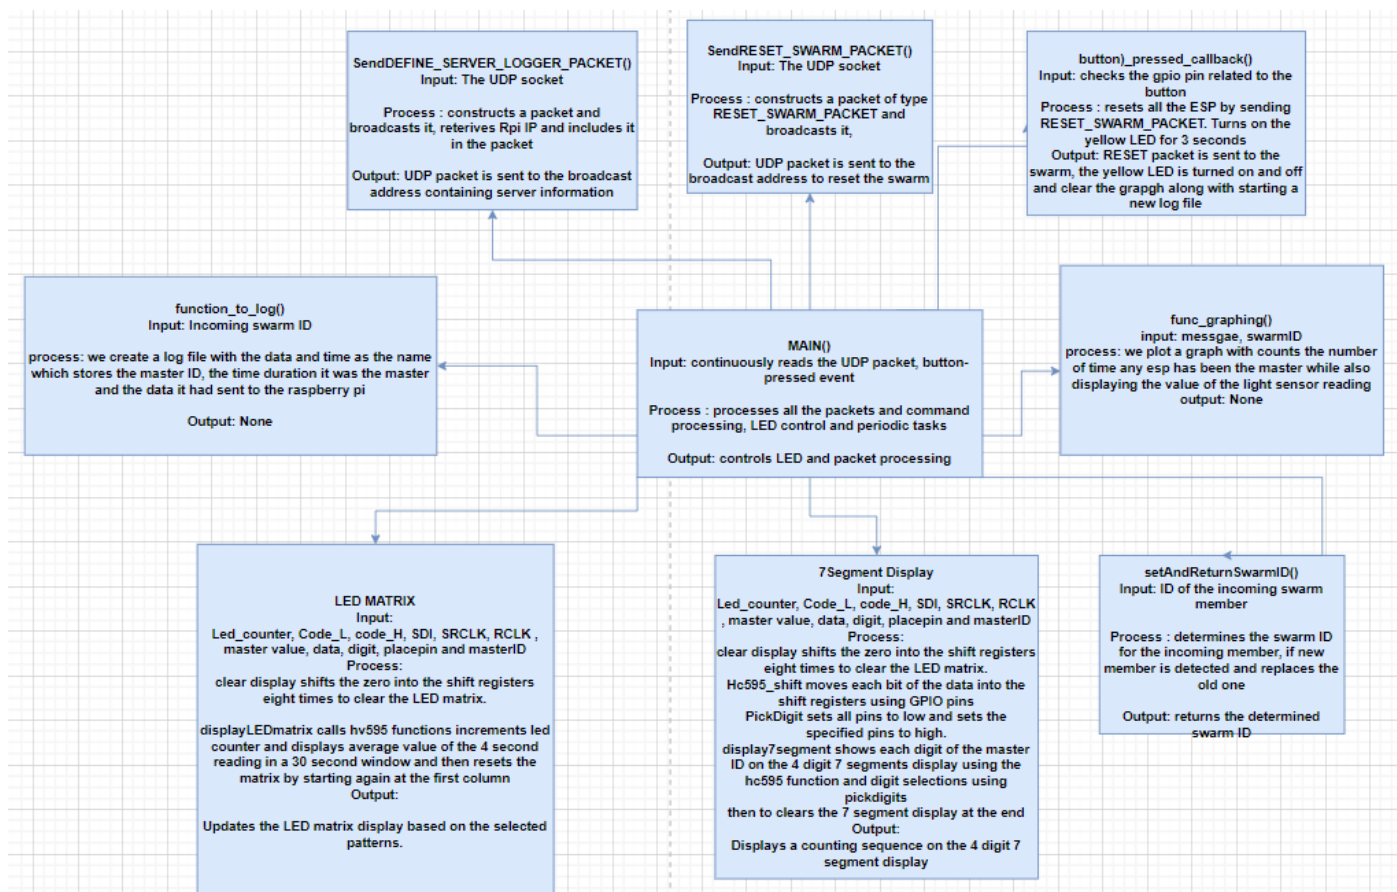 SendDEFINE_SERVER_LOGGER_PACKET()
Input: The UDP socket
Process : constructs a packet and
broadcasts it, reterives Rpi IP and includes it
in the packet
Output: UDP packet is sent to the broadcast
address containing server information
SendRESET_SWARM_PACKET()
Input: The UDP socket
Process : constructs a packet of type
RESET_SWARM_PACKET and
broadcasts it,
Output: UDP packet is sent to the
broadcast address to reset the swarm
button)_pressed_callback()
Input: checks the gpio pin related to the
button
Process : resets all the ESP by sending
RESET_SWARM_PACKET. Turns on the
yellow LED for 3 seconds
Output: RESET packet is sent to the
swarm, the yellow LED is turned on and off
and clear the grapgh along with starting a
new log file
function_to_log()
Input: Incoming swarm ID
process: we create a log file with the data and time as the name
which stores the master ID, the time duration it was the master
and the data it had sent to the raspberry pi
Output: None
MAIN()
Input: continuously reads the UDP packet, button-
pressed event
Process : processes all the packets and command
processing, LED control and periodic tasks
Output: controls LED and packet processing
func_graphing()
input: messgae, swarmID
process: we plot a graph with counts the number
of time any esp has been the master while also
displaying the value of the light sensor reading
output: None
LED MATRIX
Input:
Led_counter, Code_L, code_H, SDI, SRCLK, RCLK ,
master value, data, digit, placepin and masterID
Process:
clear display shifts the zero into the shift registers
eight times to clear the LED matrix.
displayLEDmatrix calls hv595 functions increments led
counter and displays average value of the 4 second
reading in a 30 second window and then resets the
matrix by starting again at the first column
Output:
Updates the LED matrix display based on the selected
patterns.
7Segment Display
Input:
Led_counter, Code_L, code_H, SDI, SRCLK, RCLK
, master value, data, digit, placepin and masterID
Process:
clear display shifts the zero into the shift registers
eight times to clear the LED matrix.
Hc595_shift moves each bit of the data into the
shift registers using GPIO pins
PickDigit sets all pins to low and sets the
specified pins to high.
display7segment shows each digit of the master
ID on the 4 digit 7 segments display using the
hc595 function and digit selections using
pickdigits
then to clears the 7 segment display at the end
Output:
Displays a counting sequence on the 4 digit 7
segment display
setAndReturnSwarmID()
Input: ID of the incoming swarm
member
Process : determines the swarm ID
for the incoming member, if new
member is detected and replaces the
old one
Output: returns the determined
swarm ID